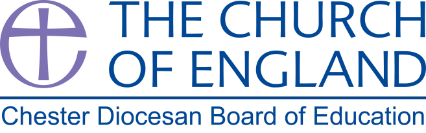 THE CHURCH
OF ENGLAND
Chester Diocesan Board of Education